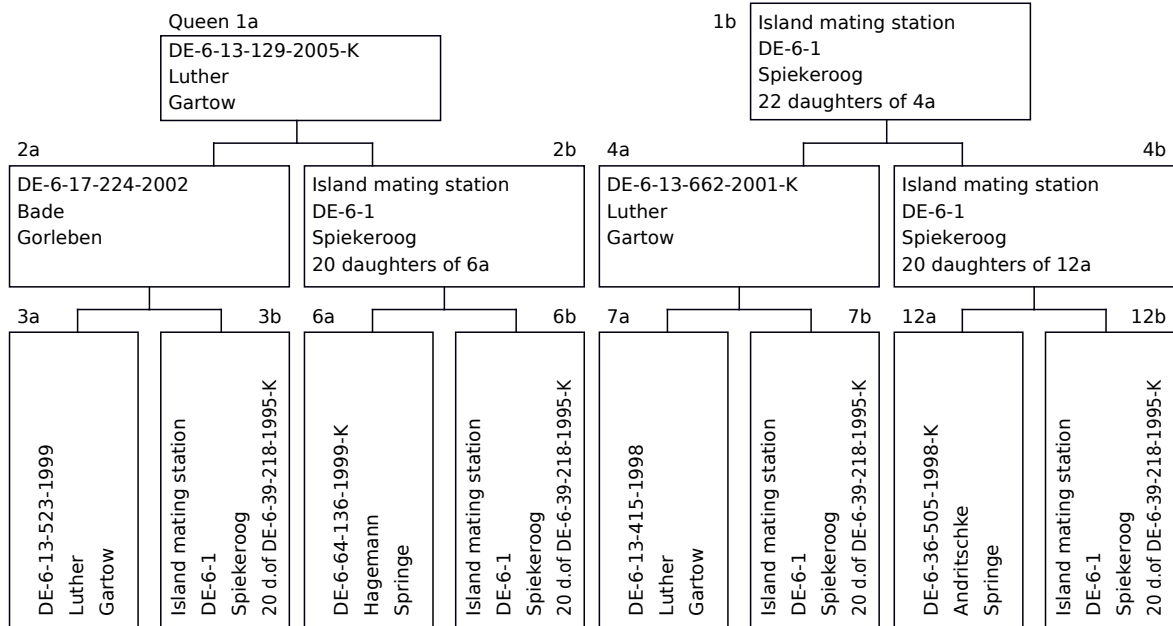 Queen 1a
DE-6-13-129-2005-K
Luther
Gartow
1b
Island mating station
DE-6-1
Spiekeroog
22 daughters of 4a
2a
DE-6-17-224-2002
Bade
Gorleben
2b
Island mating station
DE-6-1
Spiekeroog
20 daughters of 6a
4a
DE-6-13-662-2001-K
Luther
Gartow
4b
Island mating station
DE-6-1
Spiekeroog
20 daughters of 12a
3a
DE-6-13-523-1999
Luther
Gartow
3b
Island mating station
DE-6-1
Spiekeroog
20 d.of DE-6-39-218-1995-K
6a
DE-6-64-136-1999-K
Hagemann
Springe
6b
Island mating station
DE-6-1
Spiekeroog
20 d.of DE-6-39-218-1995-K
7a
DE-6-13-415-1998
Luther
Gartow
7b
Island mating station
DE-6-1
Spiekeroog
20 d.of DE-6-39-218-1995-K
12a
DE-6-36-505-1998-K
Andritschke
Springe
12b
Island mating station
DE-6-1
Spiekeroog
20 d.of DE-6-39-218-1995-K